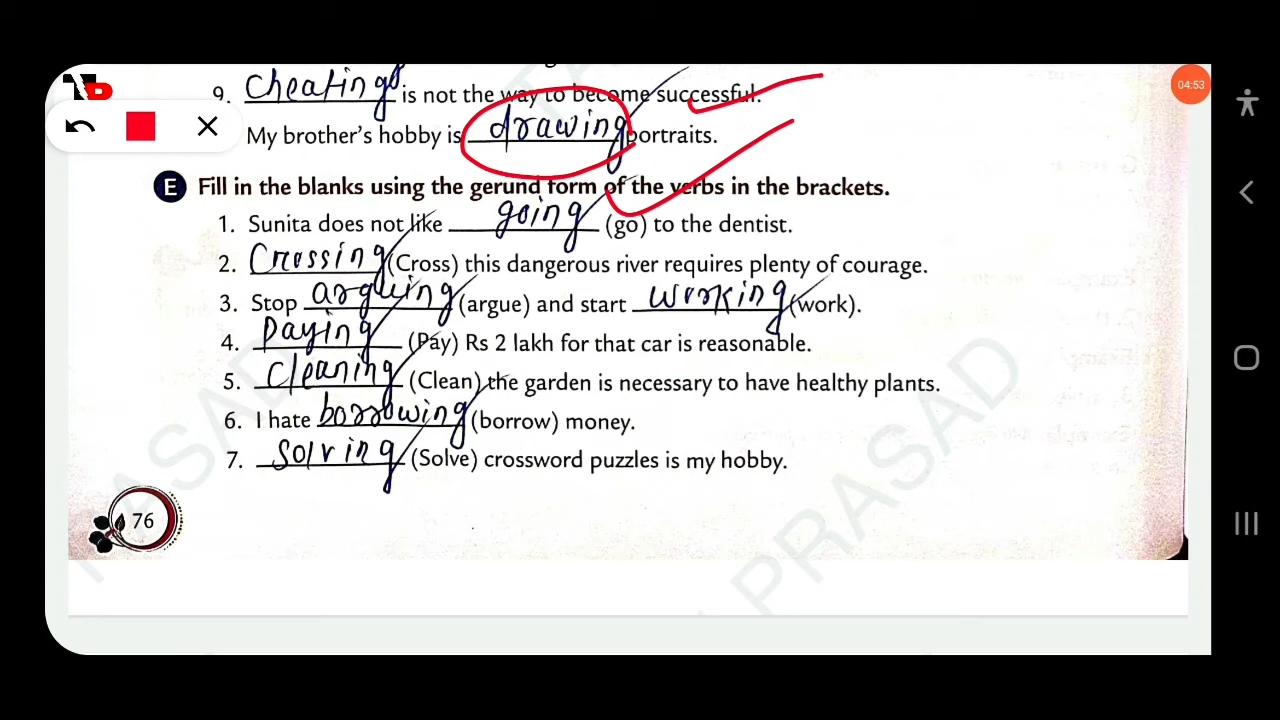 04:53
9. Cheating is not the way to become successful.
My brother's hobby is drawing portraits.
E Fill in the blanks using the gerund form of the verbs in the brackets.
1. Sunita does not like going (go) to the dentist.
2. Crossing (Cross) this dangerous river requires plenty of courage.
3. Stop arguing (argue) and start working (work).
4. Paying (Pay) Rs 2 lakh for that car is reasonable.
5. Cleaning (Clean) the garden is necessary to have healthy plants.
6. I hate borrowing (borrow) money.
7. Solving (Solve) crossword puzzles is my hobby.
76
PRASAD